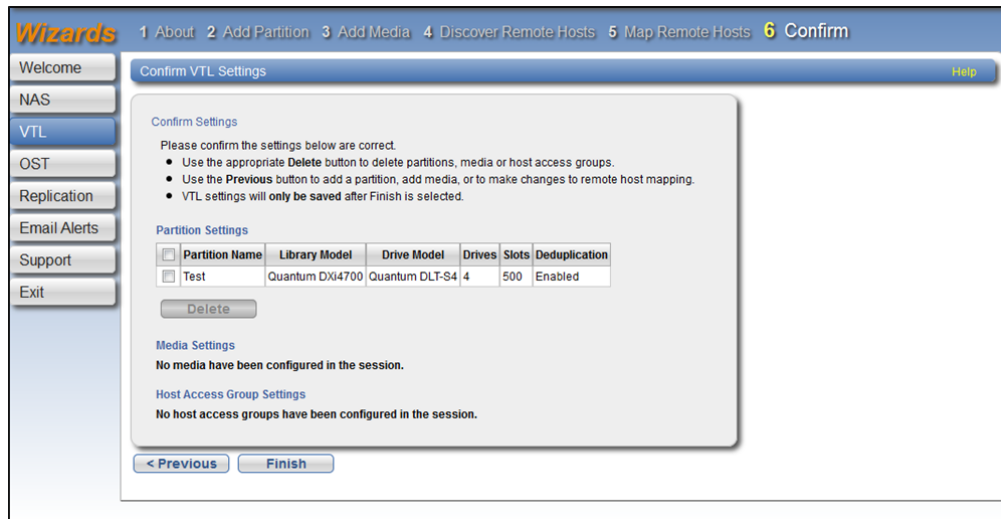 Wizards
1 About 2 Add Partition 3 Add Media 4 Discover Remote Hosts 5 Map Remote Hosts 6 Confirm
Welcome
NAS
VTL
OST
Replication
Email Alerts
Support
Exit
Confirm VTL Settings Help
Confirm Settings
Please confirm the settings below are correct.
• Use the appropriate Delete button to delete partitions, media or host access groups.
• Use the Previous button to add a partition, add media, or to make changes to remote host mapping.
• VTL settings will only be saved after Finish is selected.
Partition Settings
Partition Name Library Model Drive Model Drives Slots Deduplication
Test Quantum DXi4700 Quantum DLT-S4 4 500 Enabled
Delete
Media Settings
No media have been configured in the session.
Host Access Group Settings
No host access groups have been configured in the session.
< Previous Finish